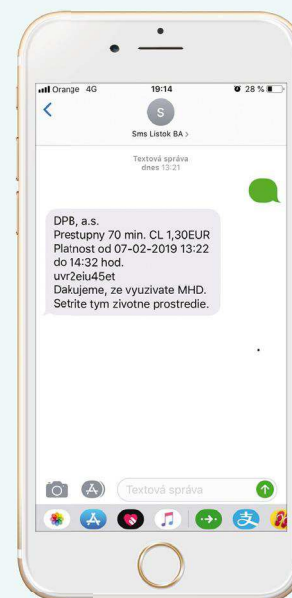 Orange 4G 19:14 28 %
S
Sms Lístok BA >
Textová správa
dnes 13:21
DPB, a.s.
Prestupny 70 min. CL 1,30EUR
Platnost od 07-02-2019 13:22
do 14:32 hod.
uvr2eiu45et
Dakujeme, ze vyuzivate MHD.
Setrite tym zivotne prostredie.
Textová správa